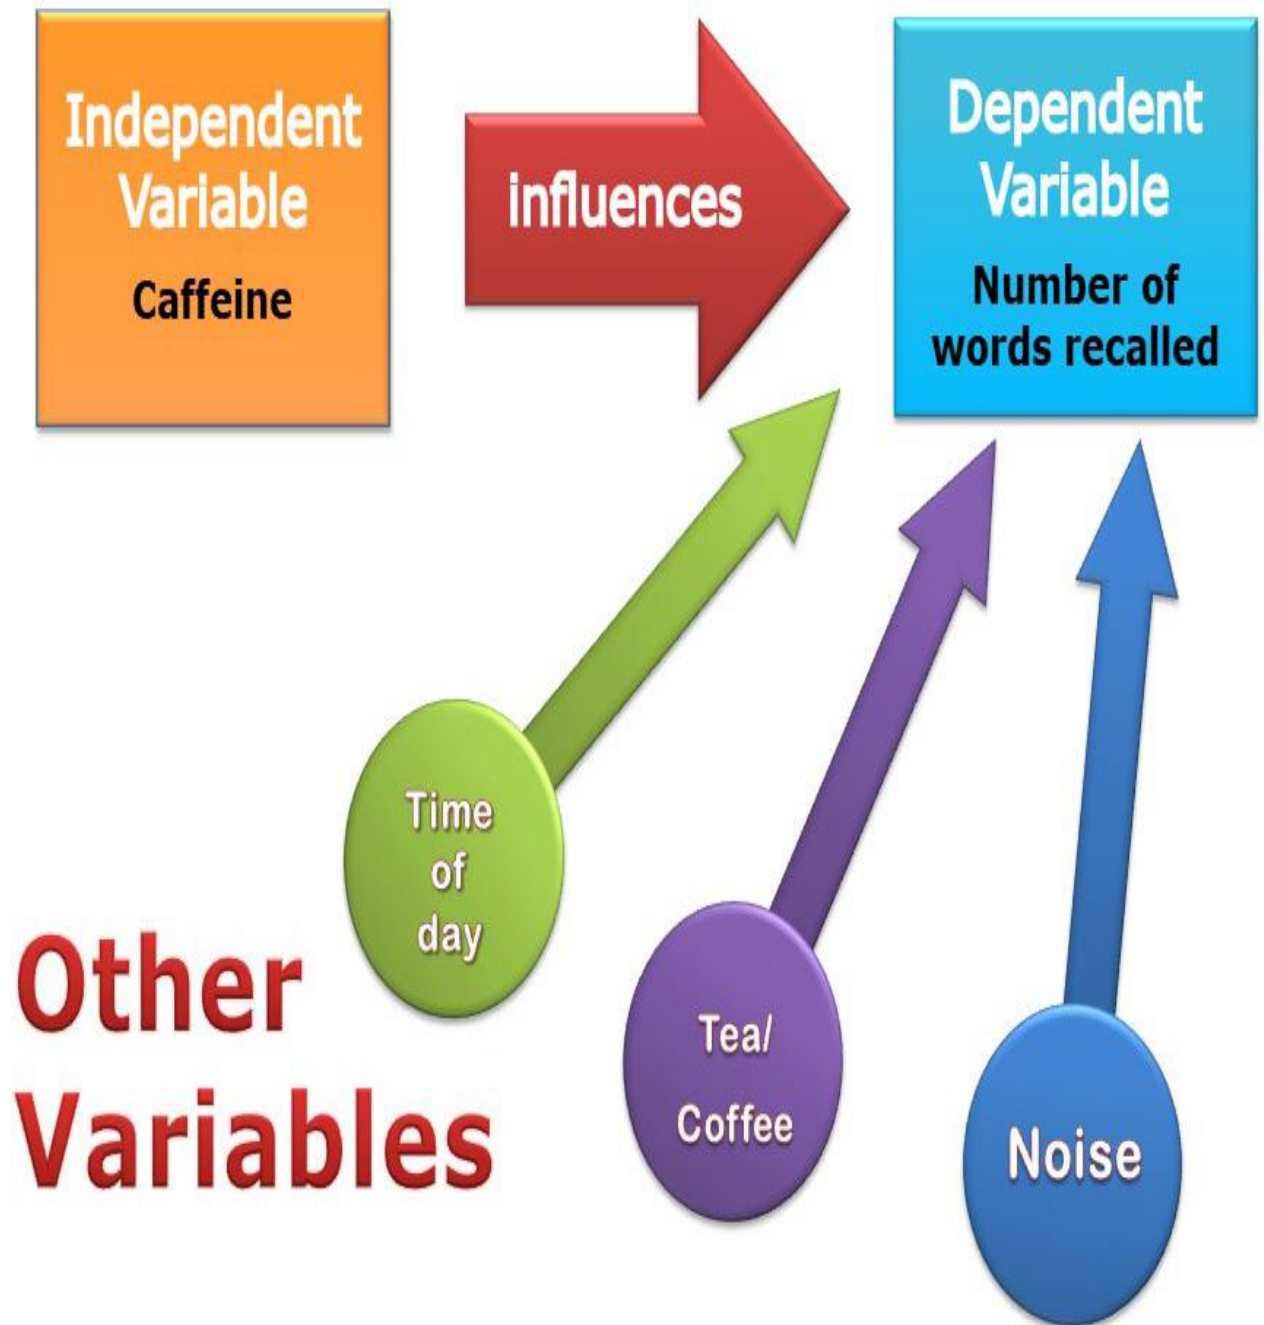 Independent
Variable
Caffeine
influences
Dependent
Variable
Number of
words recalled
Time
of
day
Tea/
Coffee
Noise
Other
Variables